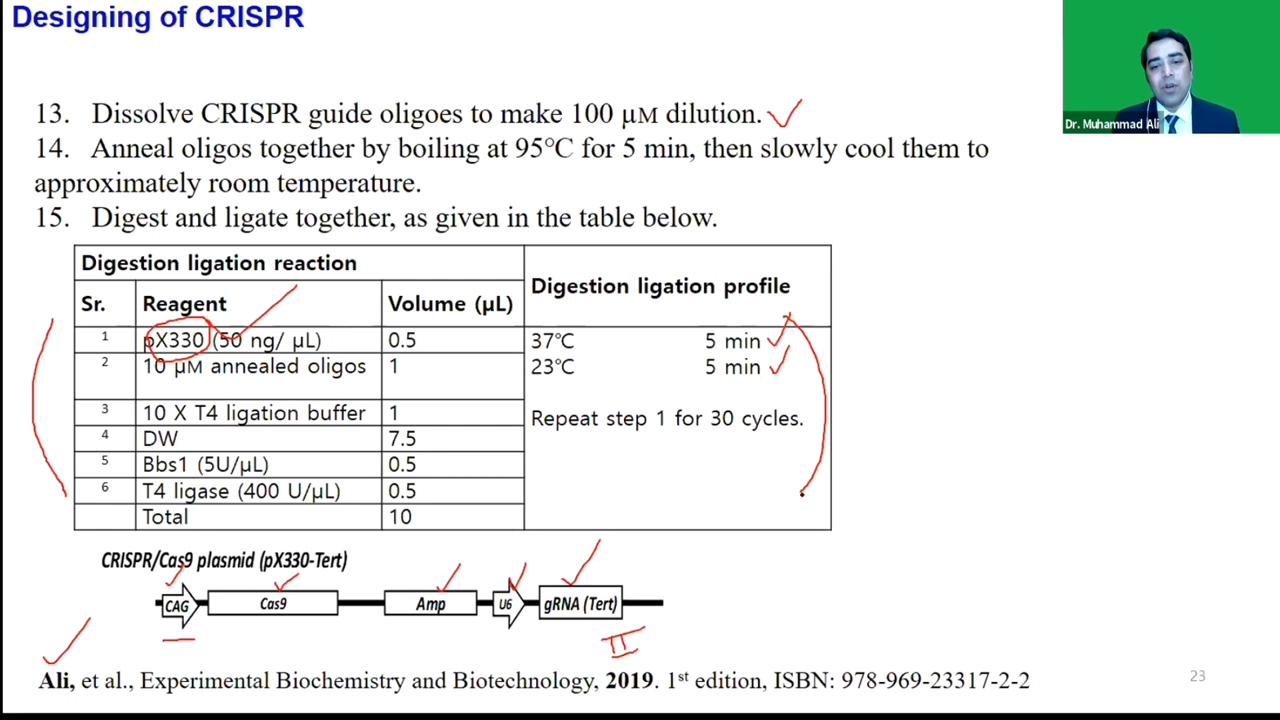 Designing of CRISPR
Dr. Muhammad Ali
13. Dissolve CRISPR guide oligoes to make 100 µM dilution.
14. Anneal oligos together by boiling at 95℃ for 5 min, then slowly cool them to
approximately room temperature.
15. Digest and ligate together, as given in the table below.
Digestion ligation reaction
Digestion ligation profile
Sr. Reagent Volume (µL)
1 pX330 (50 ng/ µL) 0.5
37℃ 5 min
2 10 µM annealed oligos 1
23℃ 5 min
3 10 X T4 ligation buffer 1
Repeat step 1 for 30 cycles.
4 DW 7.5
5 Bbs1 (5U/µL) 0.5
6 T4 ligase (400 U/µL) 0.5
Total 10
CRISPR/Cas9 plasmid (pX330-Tert)
CAG Cas9 Amp U6 gRNA (Tert)
II
Ali, et al., Experimental Biochemistry and Biotechnology, 2019. 1st edition, ISBN: 978-969-23317-2-2
23